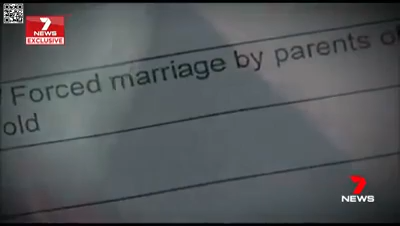 7
NEWS
EXCLUSIVE
Forced marriage by parents
old
7
NEWS